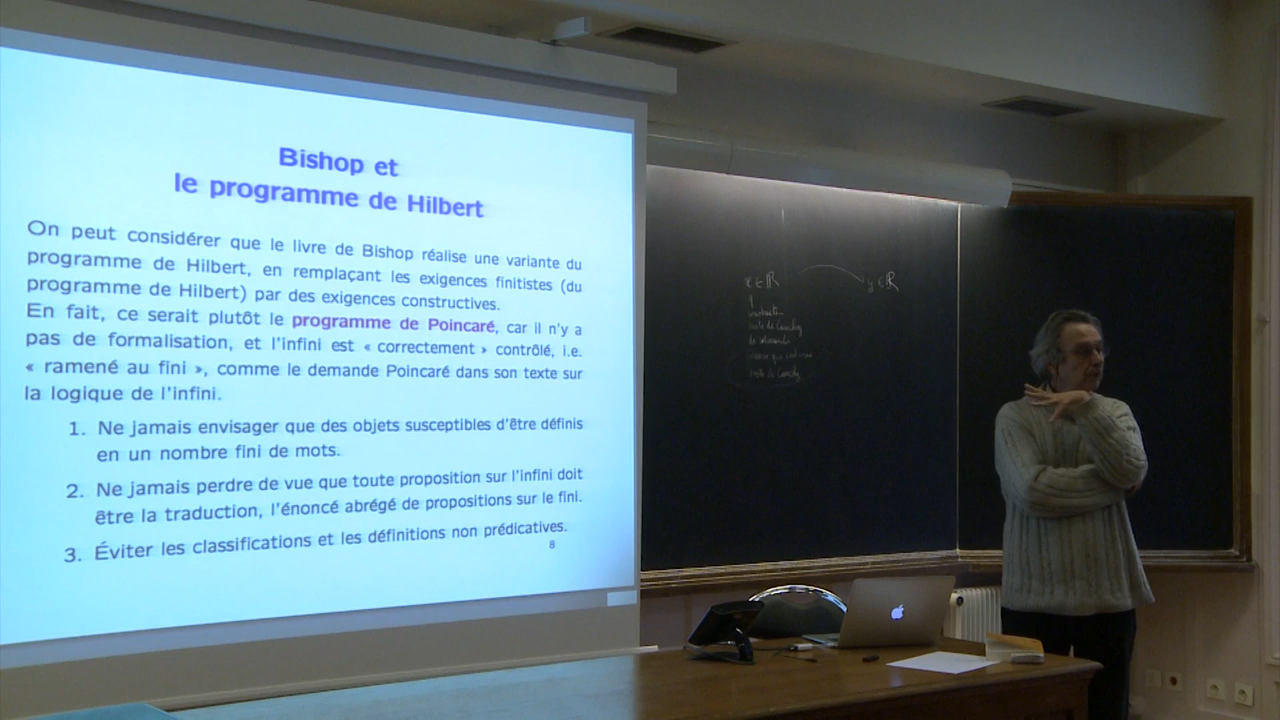 Bishop et
le programme de Hilbert
On peut considérer que le livre de Bishop réalise une variante du
programme de Hilbert, en remplaçant les exigences finitistes (du
programme de Hilbert) par des exigences constructives.
En fait, ce serait plutôt le programme de Poincaré, car il n'y a
pas de formalisation, et l'infini est « correctement » contrôlé, i.e.
« ramené au fini », comme le demande Poincaré dans son texte sur
la logique de l'infini.
1. Ne jamais envisager que des objets susceptibles d'être définis
en un nombre fini de mots.
2. Ne jamais perdre de vue que toute proposition sur l'infini doit
être la traduction, l'énoncé abrégé de propositions sur le fini.
3. Éviter les classifications et les définitions non prédicatives.
8
x ∈ ℝ
y ∈ ℝ
suite de Cauchy
suite de Cauchy